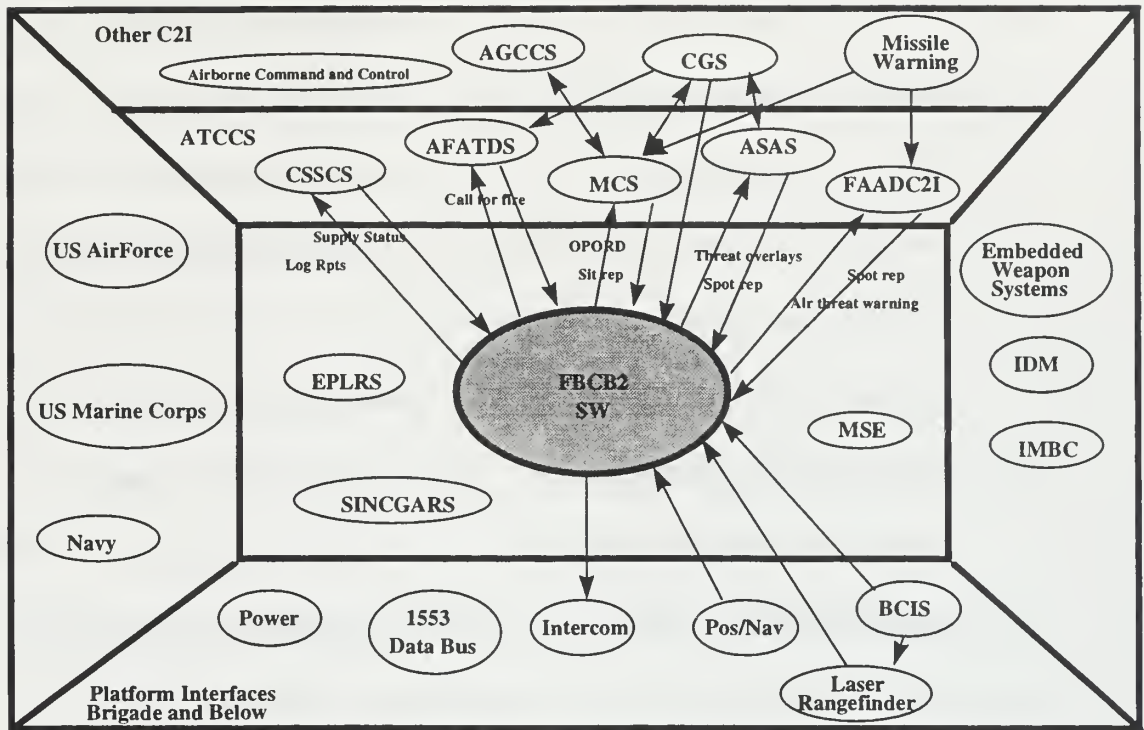 Other C2I
Airborne Command and Control
AGCCS
CGS
Missile
Warning
ATCCS
CSSCS
AFATDS
MCS
ASAS
FAADC2I
Call for fire
Supply Status
Log Rpts
OPORD
Sit rep
Threat overlays
Spot rep
Spot rep
Air threat warning
US AirForce
US Marine Corps
Navy
EPLRS
FBCB2
SW
SINCGARS
MSE
Embedded
Weapon
Systems
IDM
IMBC
Power
1553
Data Bus
Intercom
Pos/Nav
BCIS
Laser
Rangefinder
Platform Interfaces
Brigade and Below